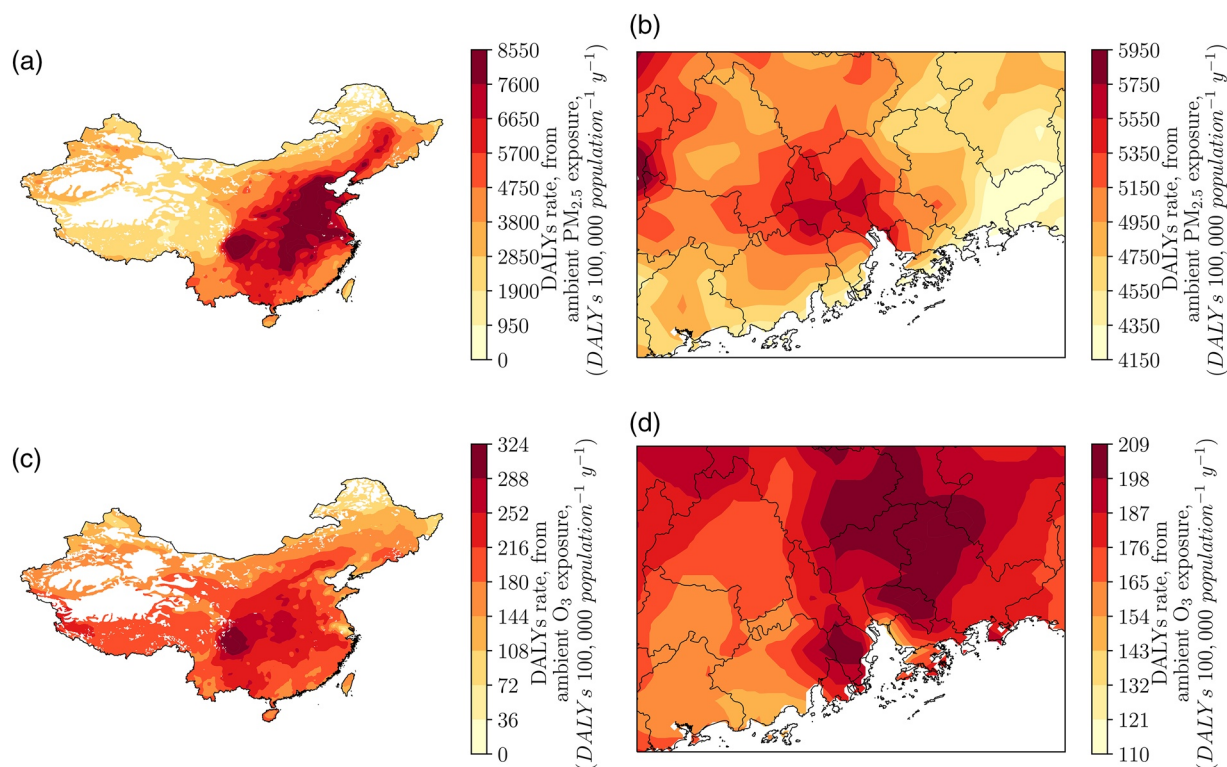 (a)
8550
7600
6650
5700
4750
3800
2850
1900
950
0
DALYs rate, from
ambient PM2.5 exposure,
(DALYs 100,000 population−1 y−1)
(b)
5950
5750
5550
5350
5150
4950
4750
4550
4350
4150
DALYs rate, from
ambient PM2.5 exposure,
(DALYs 100,000 population−1 y−1)
(c)
324
288
252
216
180
144
108
72
36
0
DALYs rate, from
ambient O3 exposure,
(DALYs 100,000 population−1 y−1)
(d)
209
198
187
176
165
154
143
132
121
110
DALYs rate, from
ambient O3 exposure,
(DALYs 100,000 population−1 y−1)